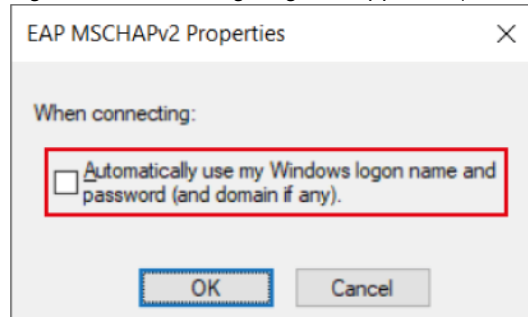 EAP MSCHAPv2 Properties
When connecting:
Automatically use my Windows logon name and
password (and domain if any).
OK Cancel